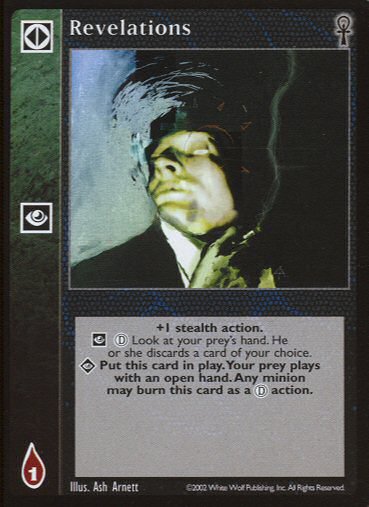 Revelations
+1 stealth action.
D Look at your prey's hand. He
or she discards a card of your choice.
Put this card in play. Your prey plays
with an open hand. Any minion
may burn this card as a D action.
1
Illus. Ash Arnett
©2002 White Wolf Publishing, Inc. All Rights Reserved.